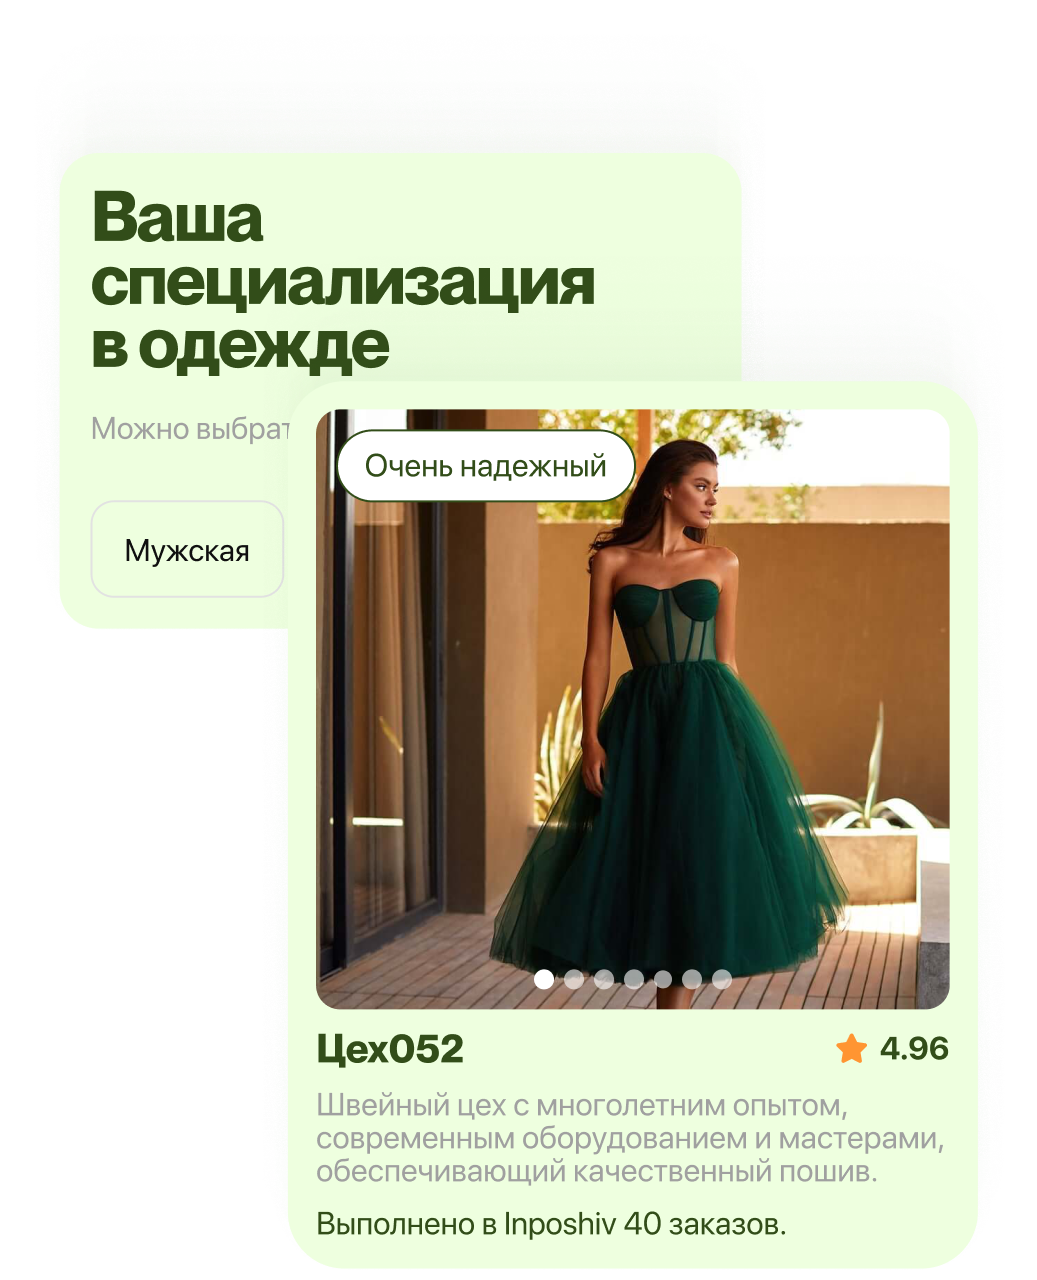 Ваша
специализация
в одежде
Можно выбрат
Мужская
Очень надежный
Цех052
4.96
Швейный цех с многолетним опытом,
современным оборудованием и мастерами,
обеспечивающий качественный пошив.
Выполнено в Inposhiv 40 заказов.